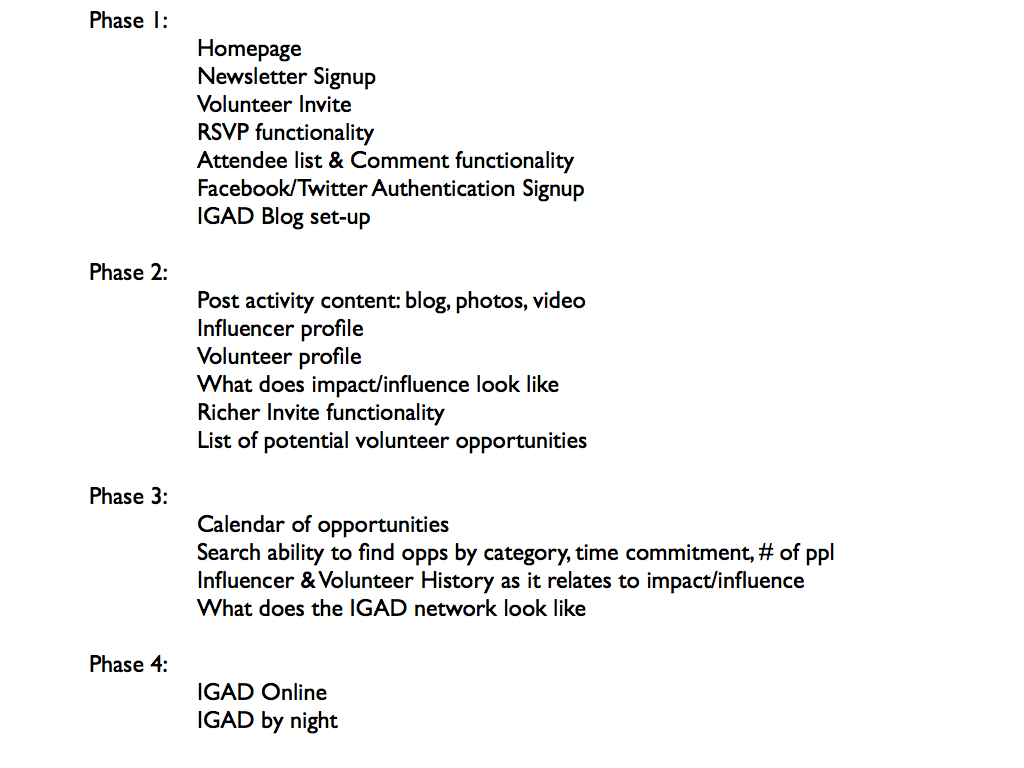 Phase 1:
Homepage
Newsletter Signup
Volunteer Invite
RSVP functionality
Attendee list & Comment functionality
Facebook/Twitter Authentication Signup
IGAD Blog set-up
Phase 2:
Post activity content: blog, photos, video
Influencer profile
Volunteer profile
What does impact/influence look like
Richer Invite functionality
List of potential volunteer opportunities
Phase 3:
Calendar of opportunities
Search ability to find opps by category, time commitment, # of ppl
Influencer & Volunteer History as it relates to impact/influence
What does the IGAD network look like
Phase 4:
IGAD Online
IGAD by night